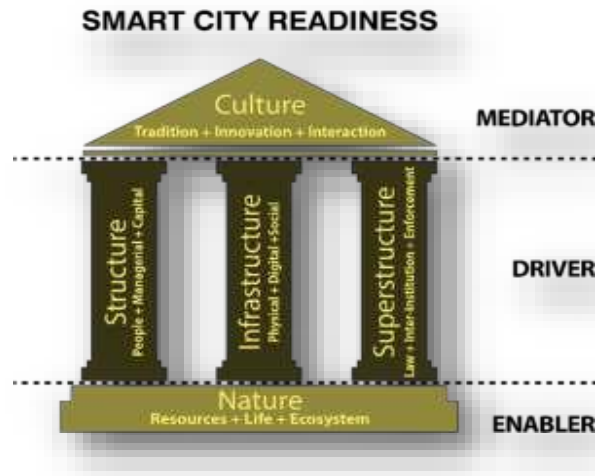 SMART CITY READINESS
Culture
Tradition + Innovation + Interaction
MEDIATOR
Structure
People + Managerial + Capital
Infrastructure
Physical + Digital +Social
Superstructure
Law + Inter-Institution + Enforcement
DRIVER
Nature
Resources + Life + Ecosystem
ENABLER